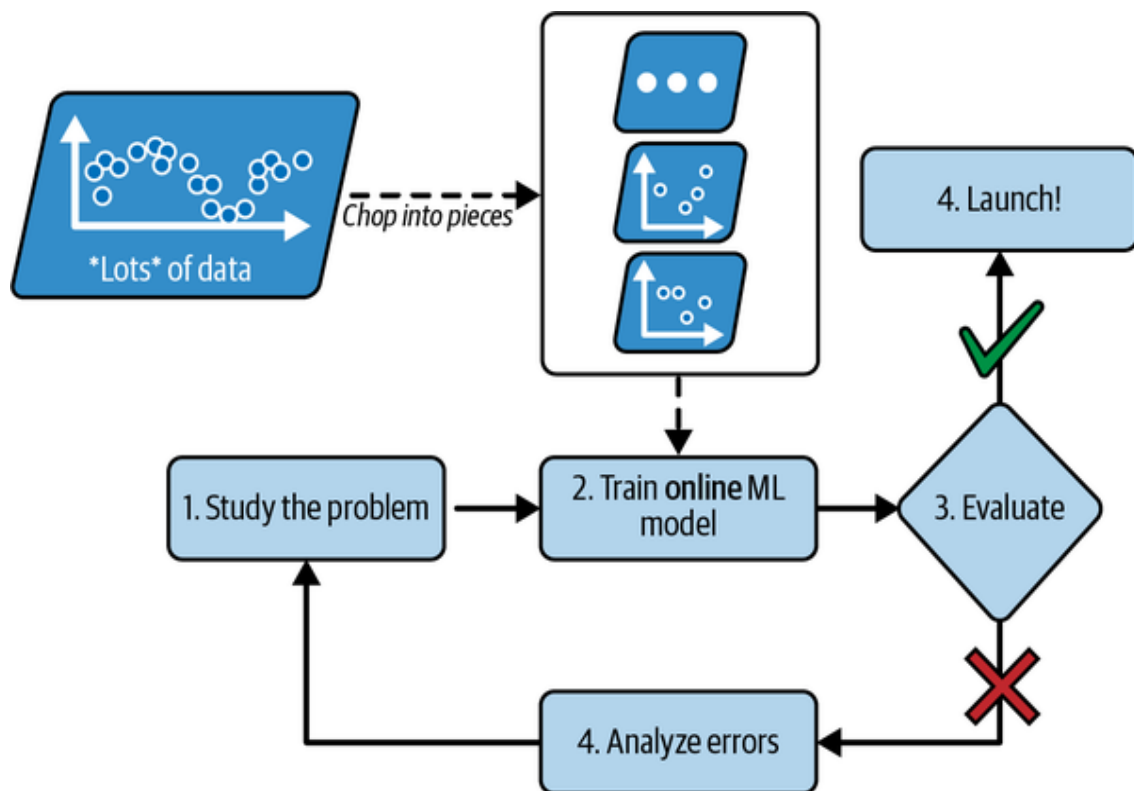 *Lots* of data
Chop into pieces
4. Launch!
1. Study the problem
2. Train online ML
model
3. Evaluate
4. Analyze errors